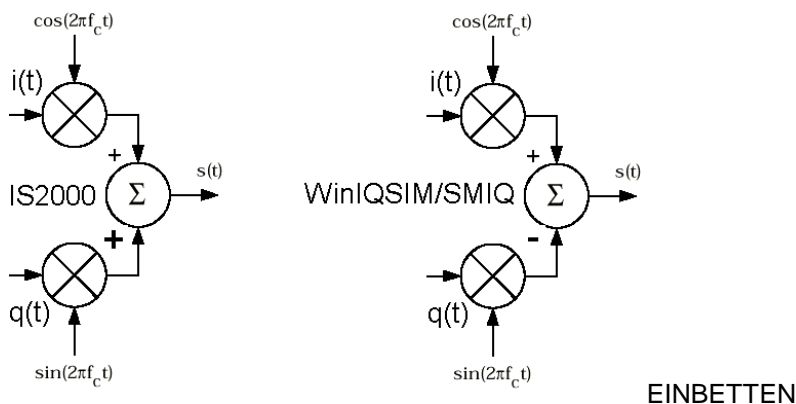 cos(2πf_ct) cos(2πf_ct)
i(t) i(t)
+ +
s(t) s(t)
IS2000 Σ WinIQSIM/SMIQ Σ
+ -
q(t) q(t)
sin(2πf_ct) sin(2πf_ct)
EINBETTEN